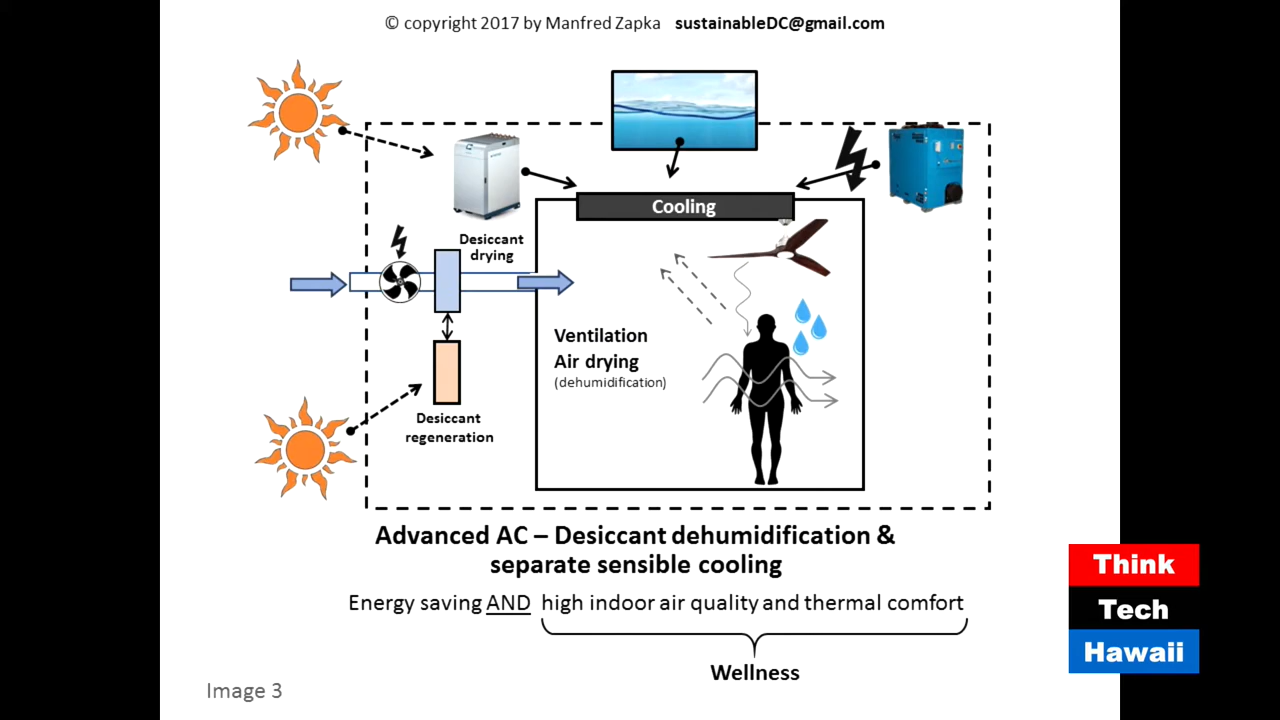 © copyright 2017 by Manfred Zapka sustainableDC@gmail.com
Cooling
Desiccant
drying
Ventilation
Air drying
(dehumidification)
Desiccant
regeneration
Advanced AC – Desiccant dehumidification &
separate sensible cooling
Energy saving AND high indoor air quality and thermal comfort
Wellness
Image 3
Think
Tech
Hawaii